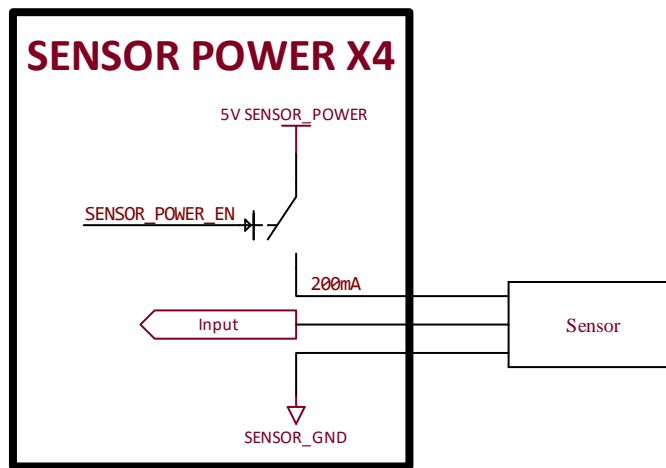 SENSOR POWER X4
5V SENSOR_POWER
SENSOR_POWER_EN
200mA
Input
Sensor
SENSOR_GND